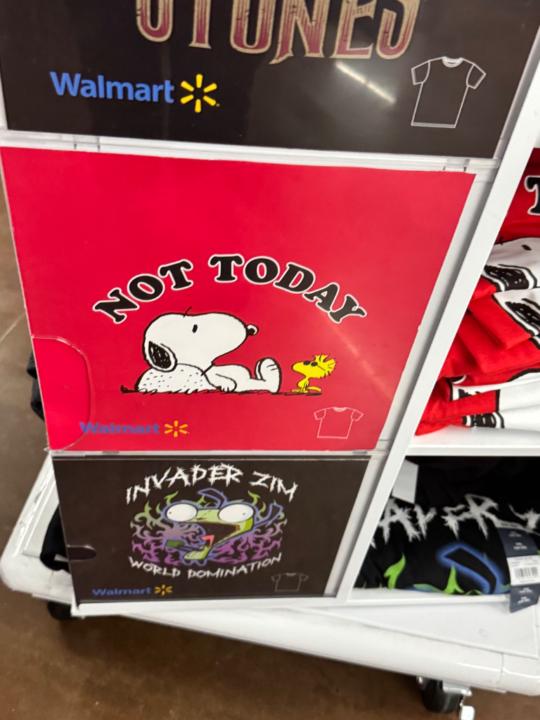 STONES
Walmart
NOT TODAY
Walmart
INVADER ZIM
WORLD DOMINATION
Walmart